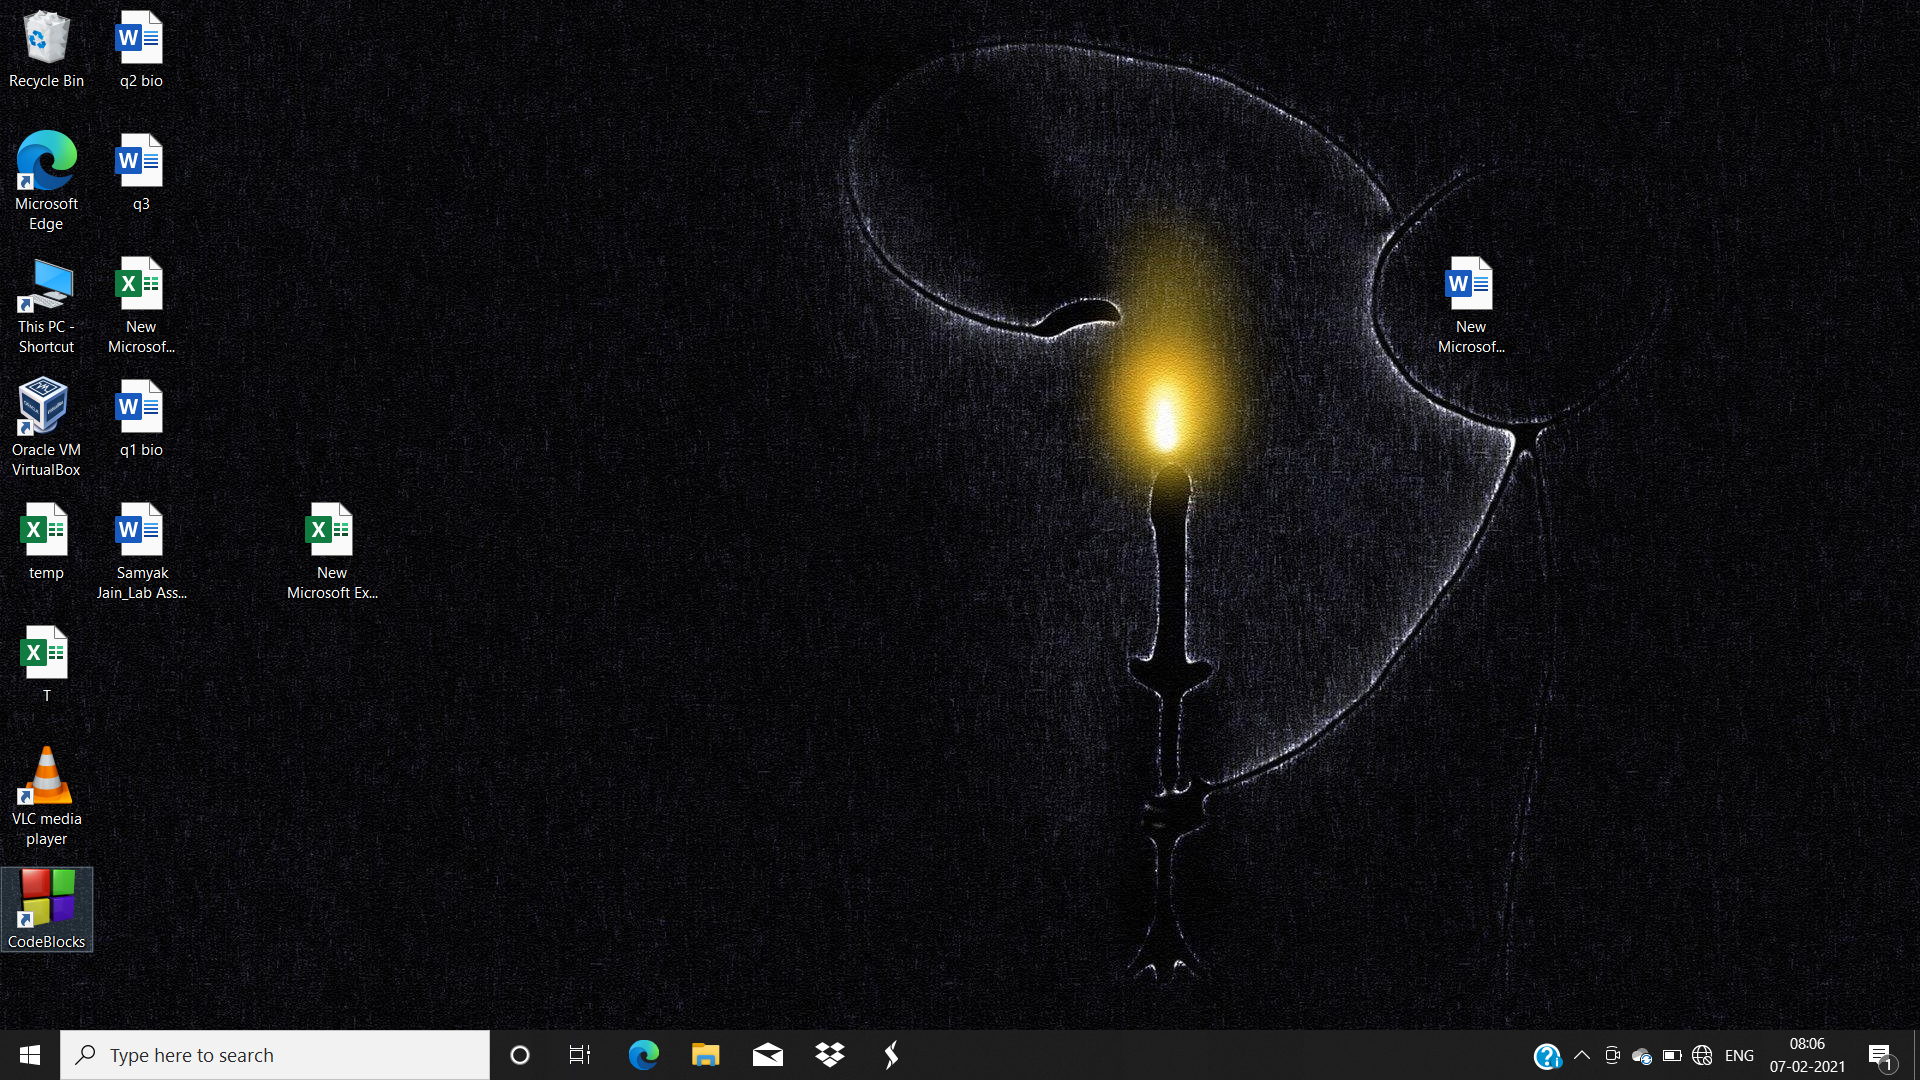 Recycle Bin
q2 bio
Microsoft
Edge
q3
This PC -
Shortcut
New
Microsof...
New
Microsof...
Oracle VM
VirtualBox
q1 bio
temp
Samyak
Jain_Lab Ass...
New
Microsoft Ex...
T
VLC media
player
CodeBlocks
Type here to search
ENG
08:06
07-02-2021
1